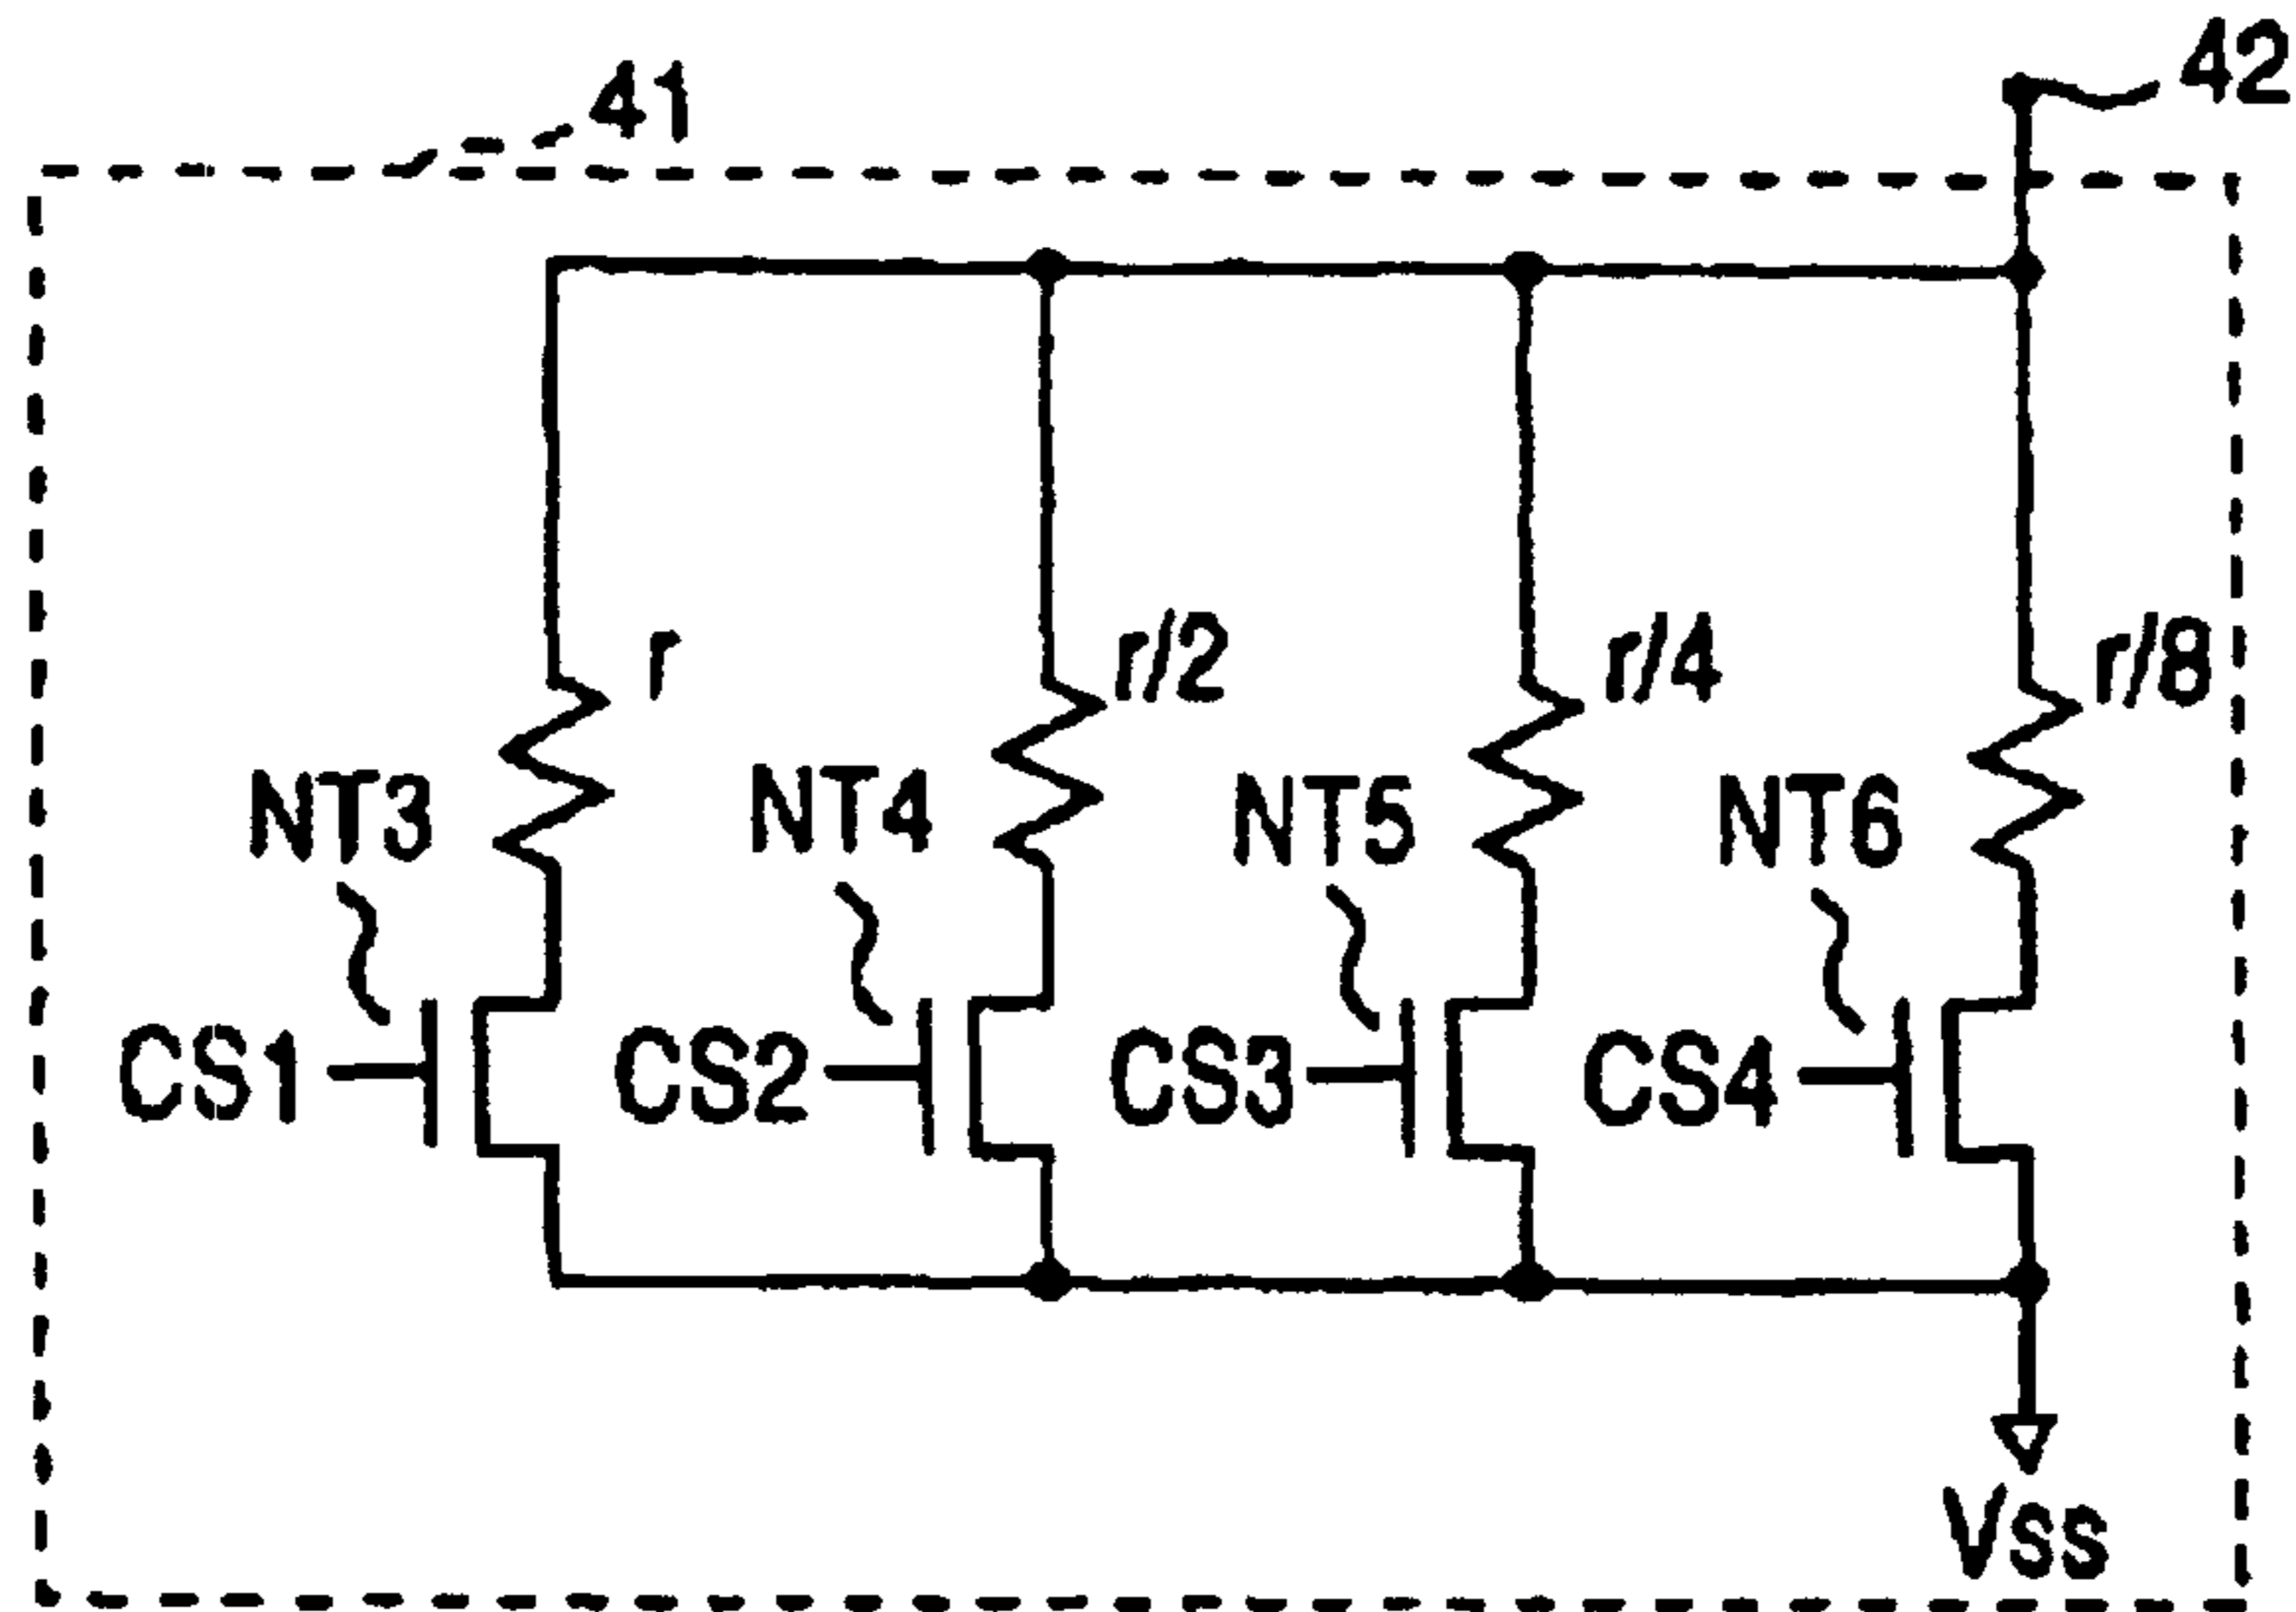 41
42
r
r/2
r/4
r/8
NT3
NT4
NT5
NT6
CS1
CS2
CS3
CS4
Vss